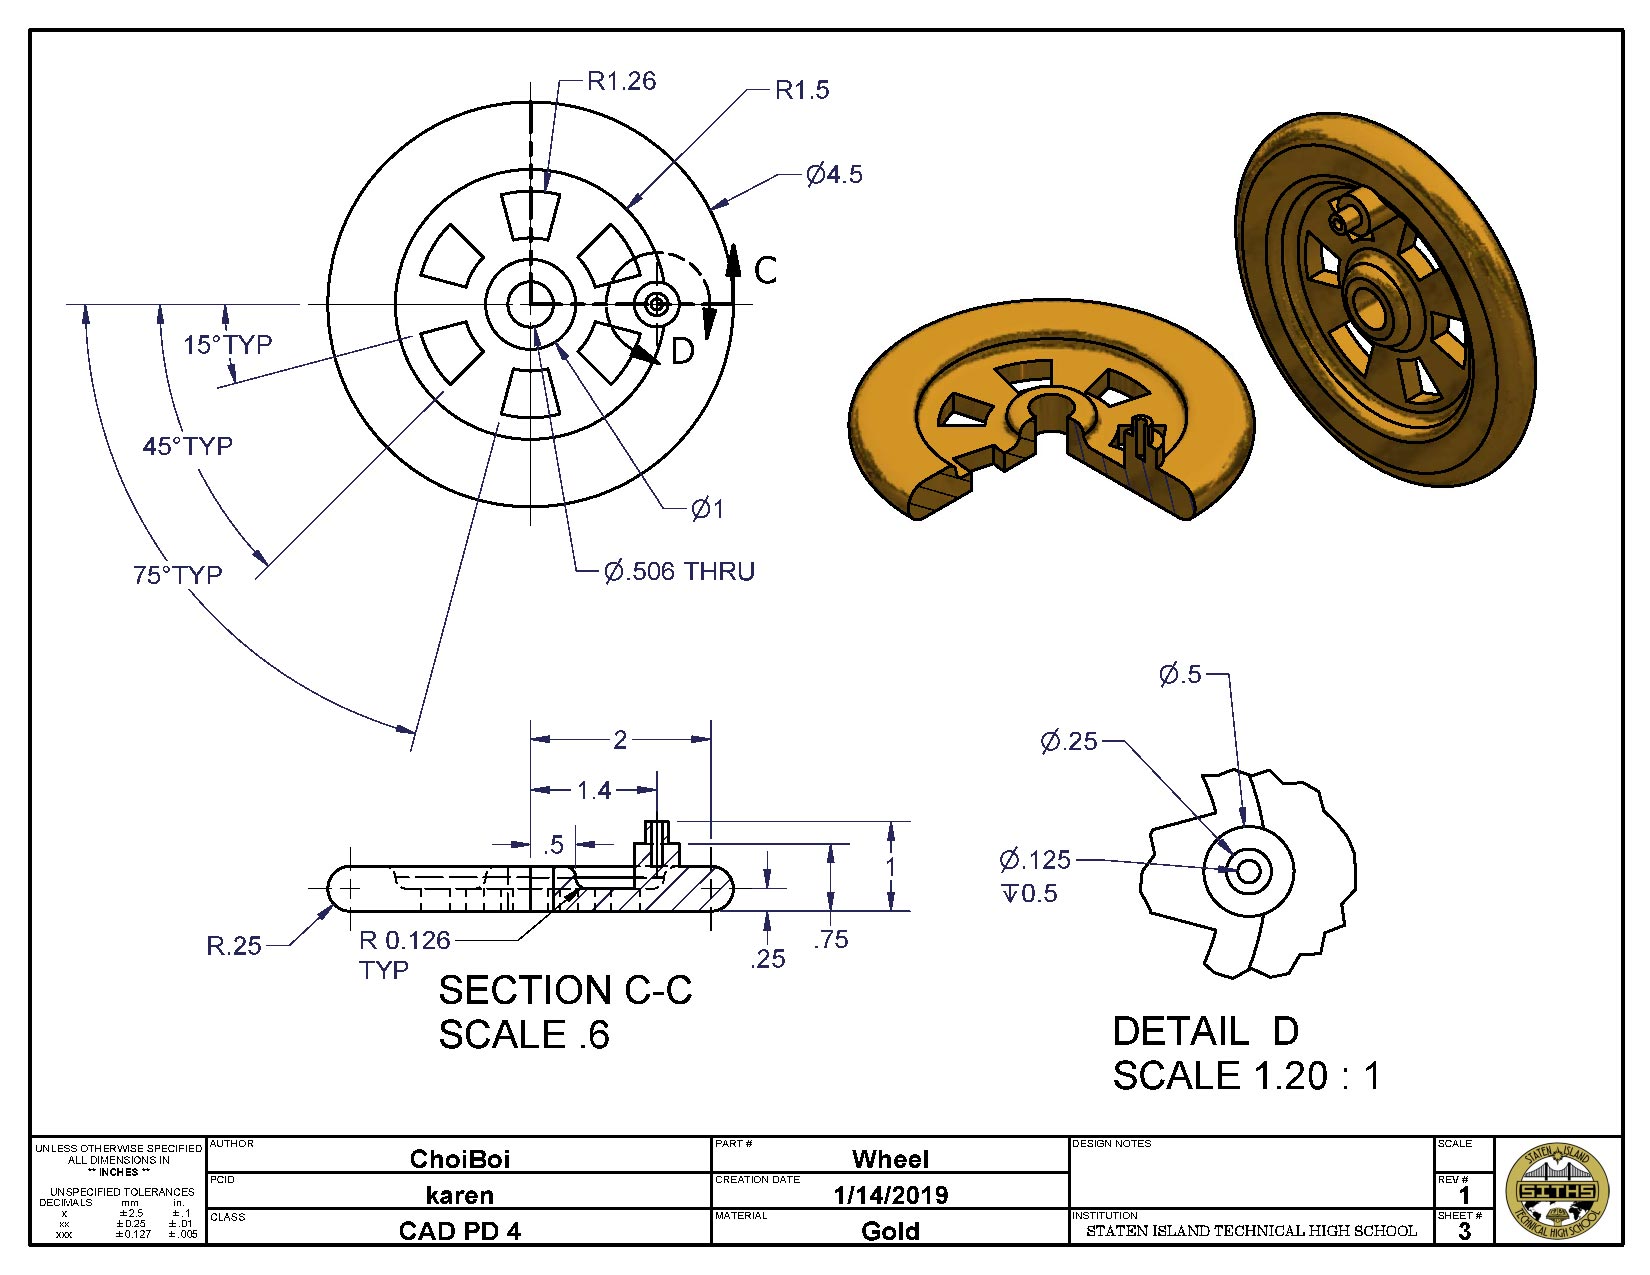 R1.26
R1.5
Ø4.5
C
15°TYP
D
45°TYP
Ø1
75°TYP
Ø.506 THRU
Ø.5
2
Ø.25
1.4
.5
1
Ø.125
↧0.5
R.25
R 0.126
TYP
.75
.25
SECTION C-C
SCALE .6
DETAIL D
SCALE 1.20 : 1
UNLESS OTHERWISE SPECIFIED
ALL DIMENSIONS IN
** INCHES **
UNSPECIFIED TOLERANCES
DECIMALS mm in.
x ±2.5 ±.1
xx ±0.25 ±.01
xxx ±0.127 ±.005
AUTHOR
ChoiBoi
PCID
karen
CLASS
CAD PD 4
PART #
Wheel
CREATION DATE
1/14/2019
MATERIAL
Gold
DESIGN NOTES
INSTITUTION
STATEN ISLAND TECHNICAL HIGH SCHOOL
SCALE
REV #
1
SHEET #
3
STATEN ISLAND
SITHS
TECHNICAL HIGH SCHOOL